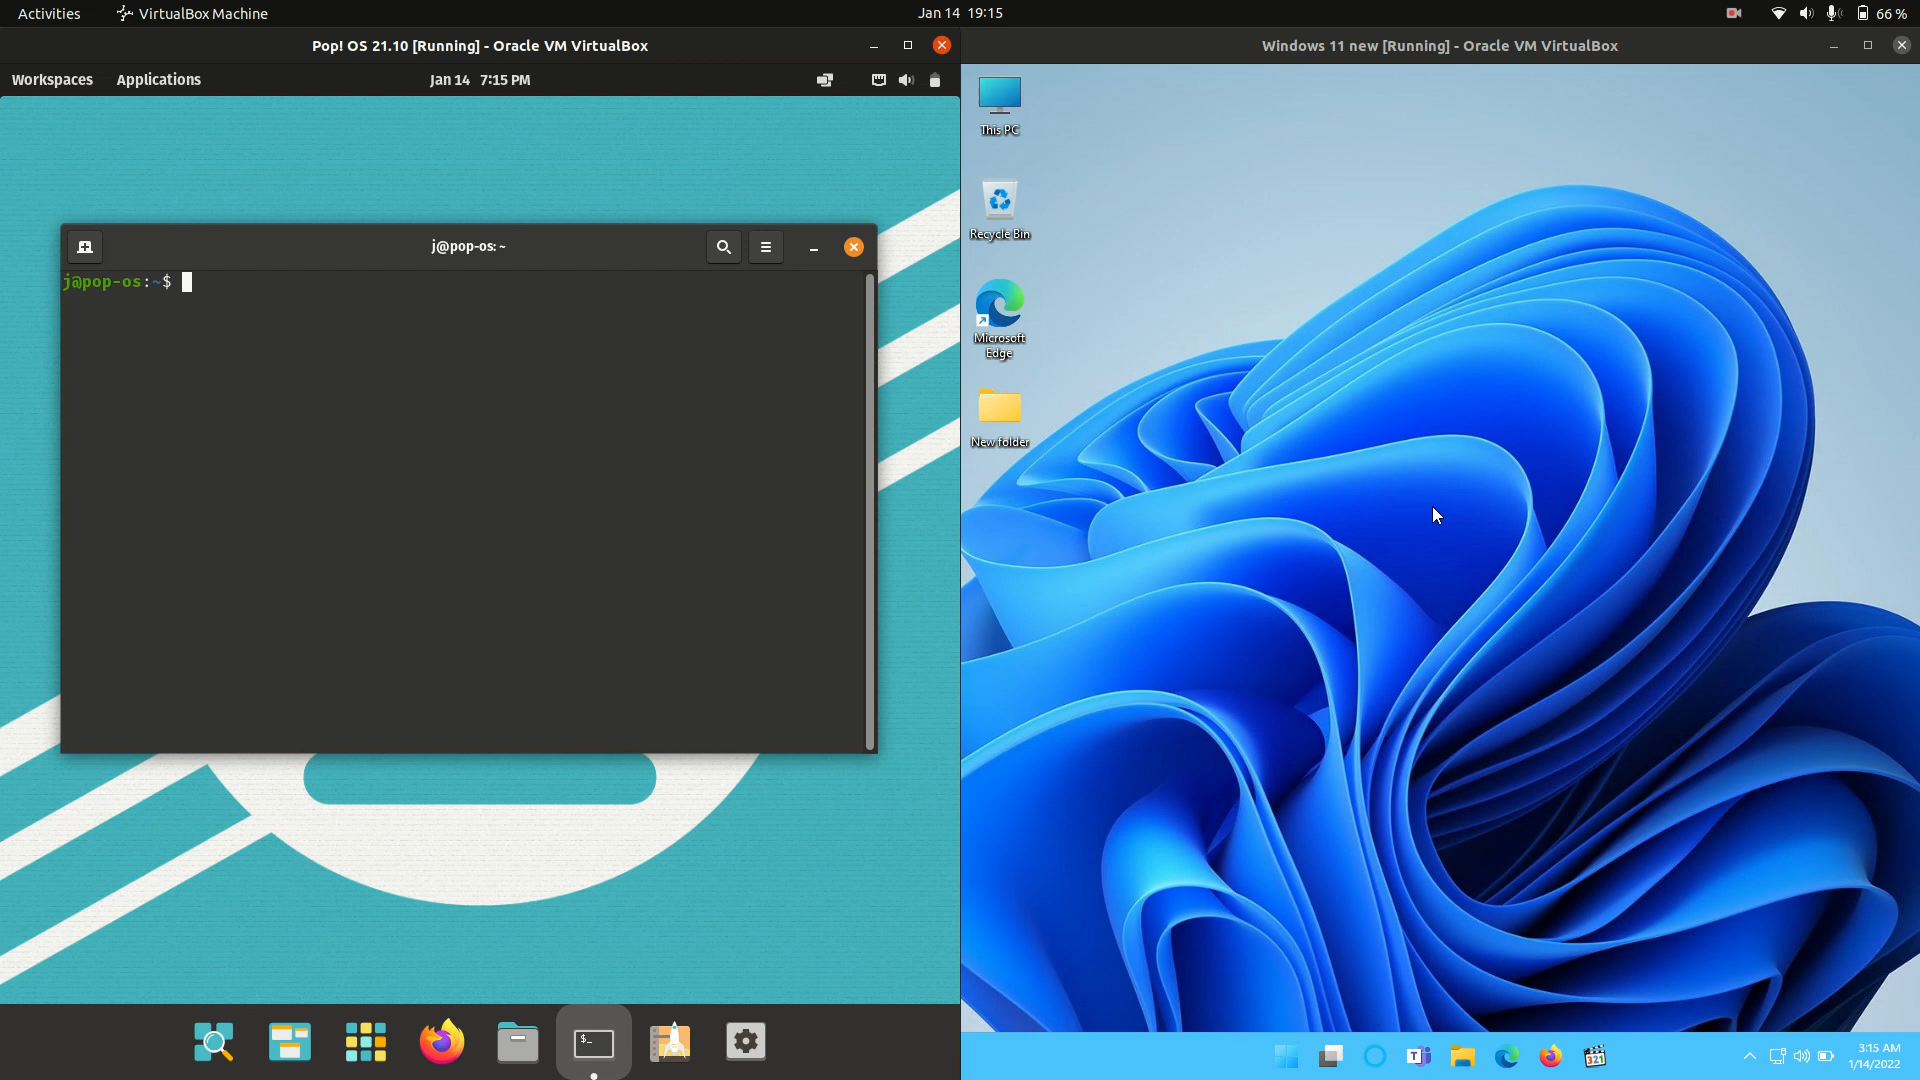 Activities
VirtualBox Machine
Jan 14 19:15
66 %
Pop! OS 21.10 [Running] - Oracle VM VirtualBox
Workspaces
Applications
Jan 14 7:15 PM
j@pop-os: ~
j@pop-os:~$
$_
Windows 11 new [Running] - Oracle VM VirtualBox
This PC
Recycle Bin
Microsoft
Edge
New folder
T
321
3:15 AM
1/14/2022